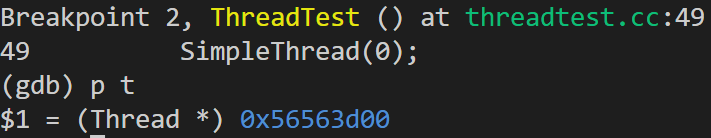 Breakpoint 2, ThreadTest () at threadtest.cc:49
49          SimpleThread(0);
(gdb) p t
$1 = (Thread *) 0x56563d00